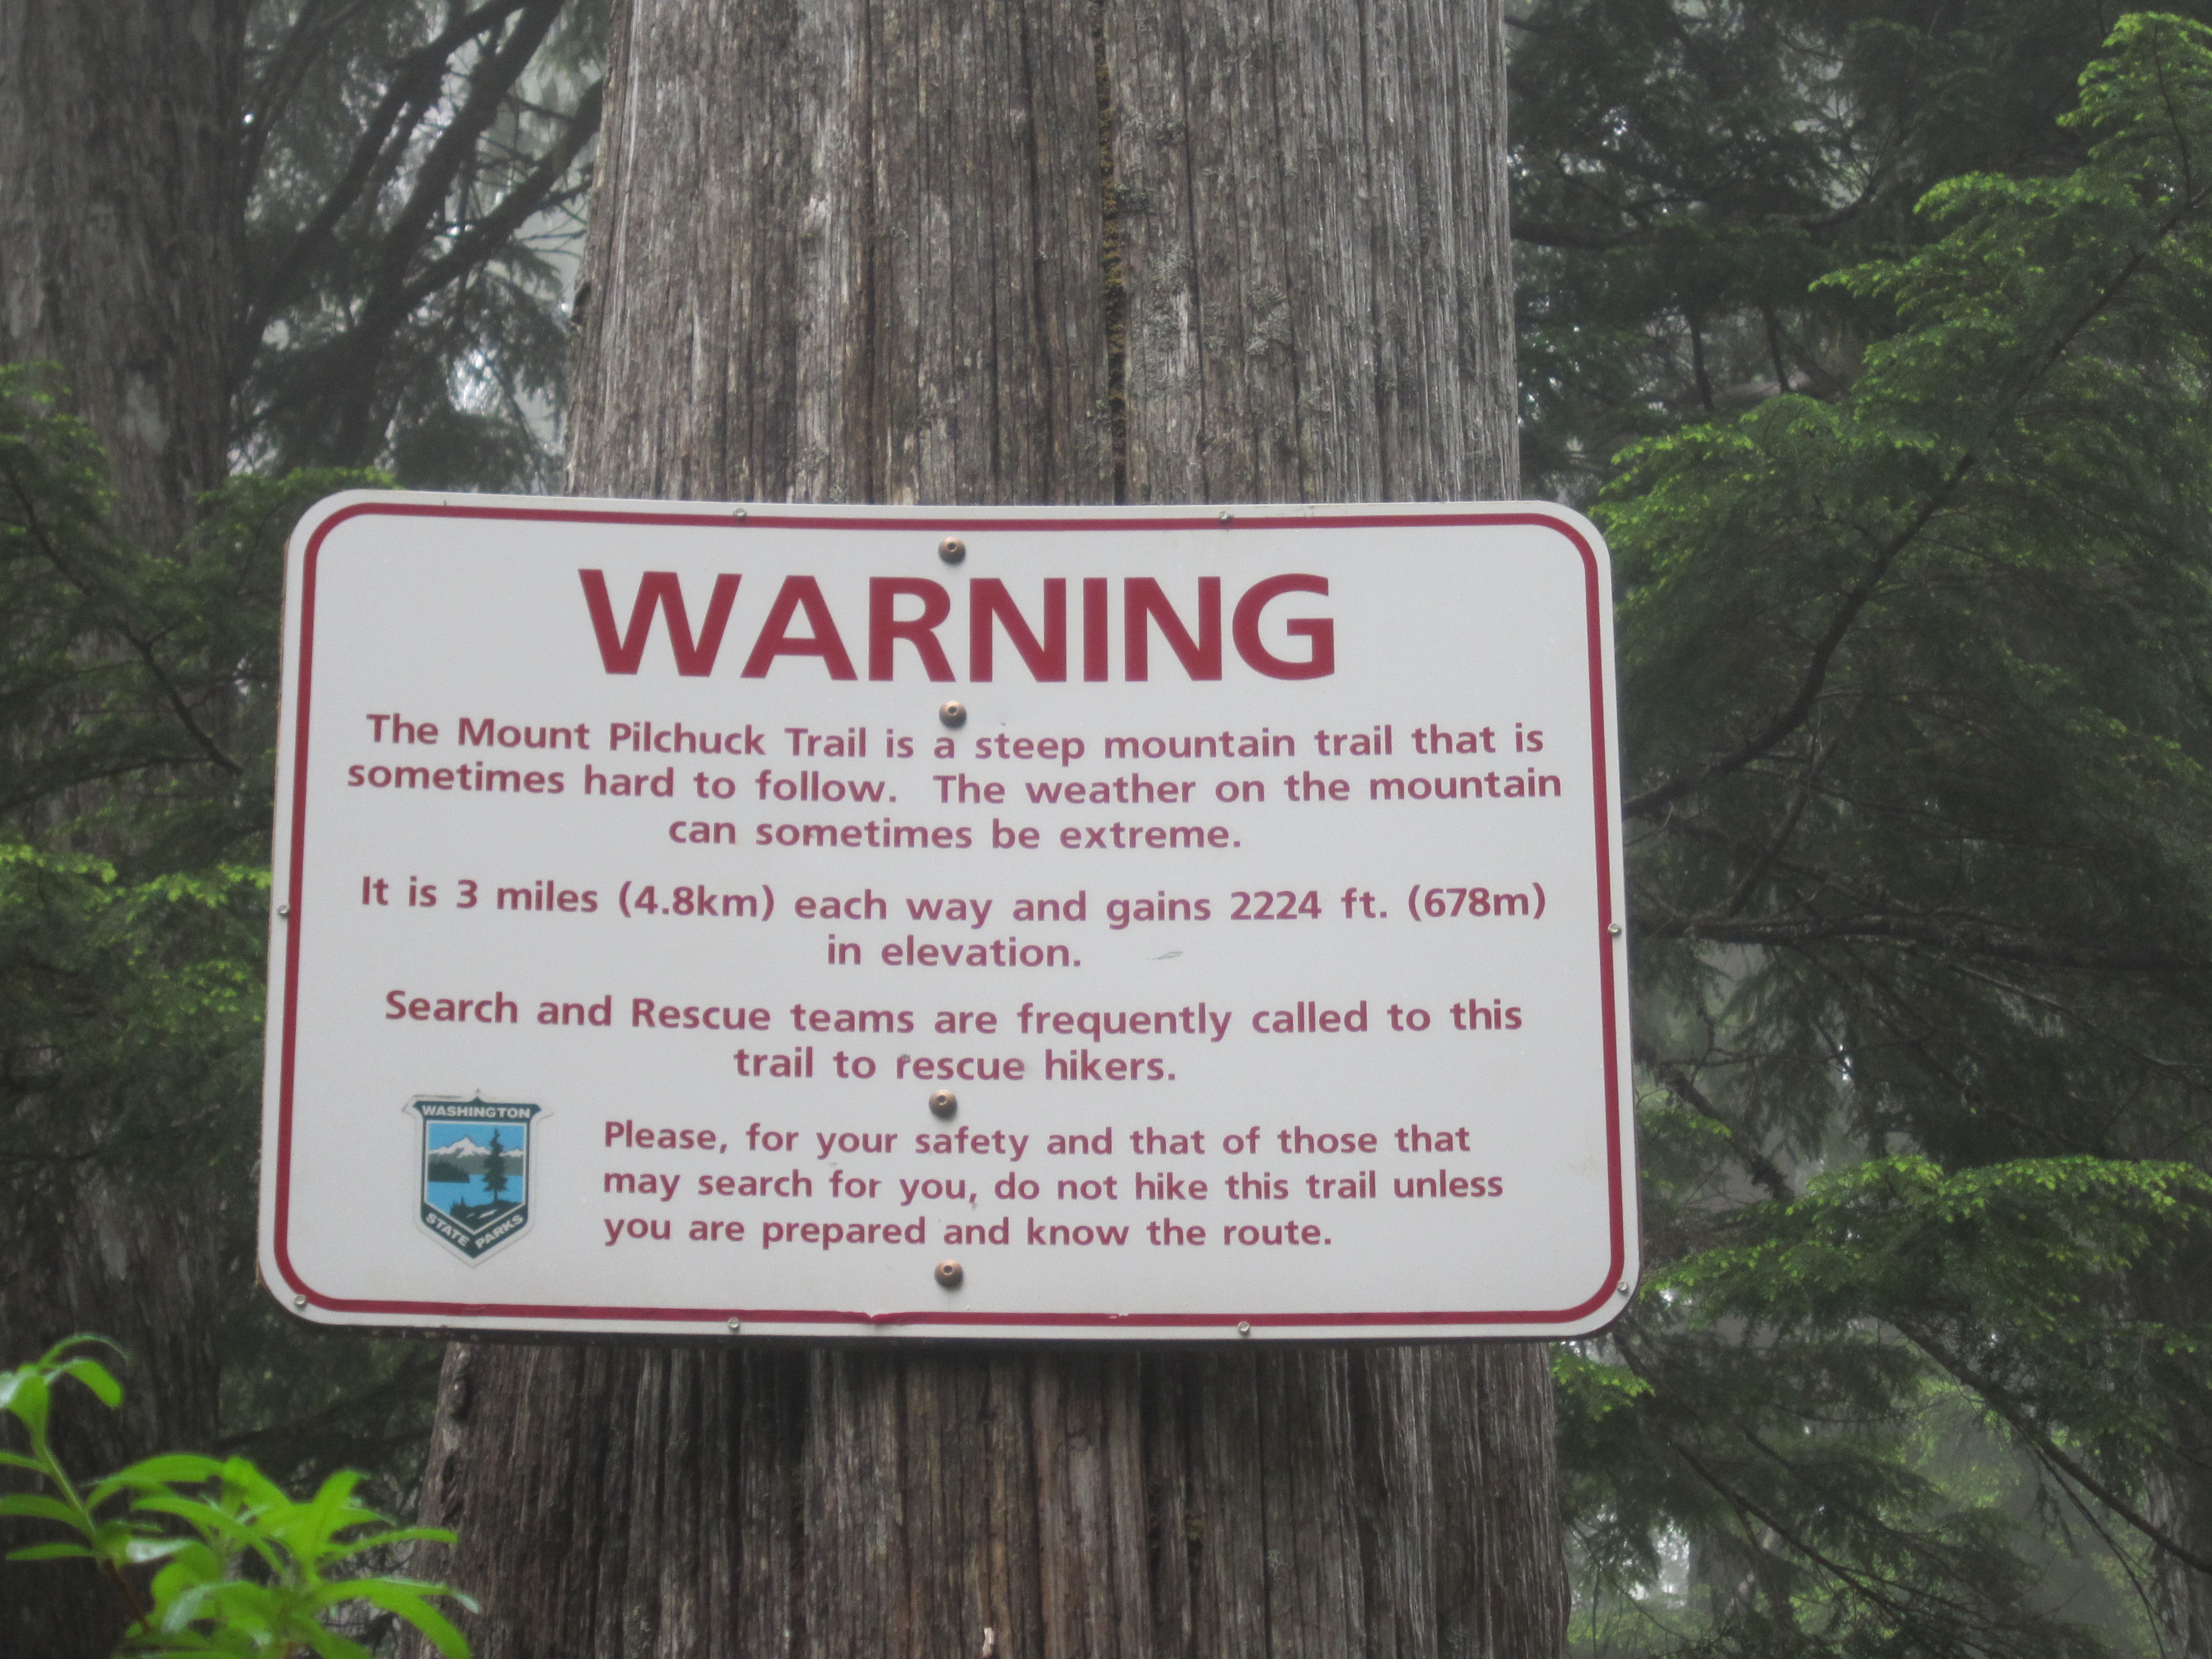 WARNING
The Mount Pilchuck Trail is a steep mountain trail that is
sometimes hard to follow. The weather on the mountain
can sometimes be extreme.
It is 3 miles (4.8km) each way and gains 2224 ft. (678m)
in elevation.
Search and Rescue teams are frequently called to this
trail to rescue hikers.
Please, for your safety and that of those that
may search for you, do not hike this trail unless
you are prepared and know the route.
WASHINGTON
STATE PARKS